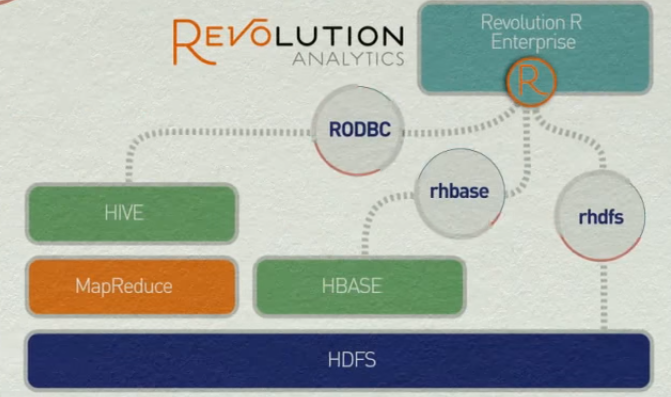 REVOLUTION
ANALYTICS
Revolution R
Enterprise
R
RODBC
rhbase
rhdfs
HIVE
MapReduce
HBASE
HDFS